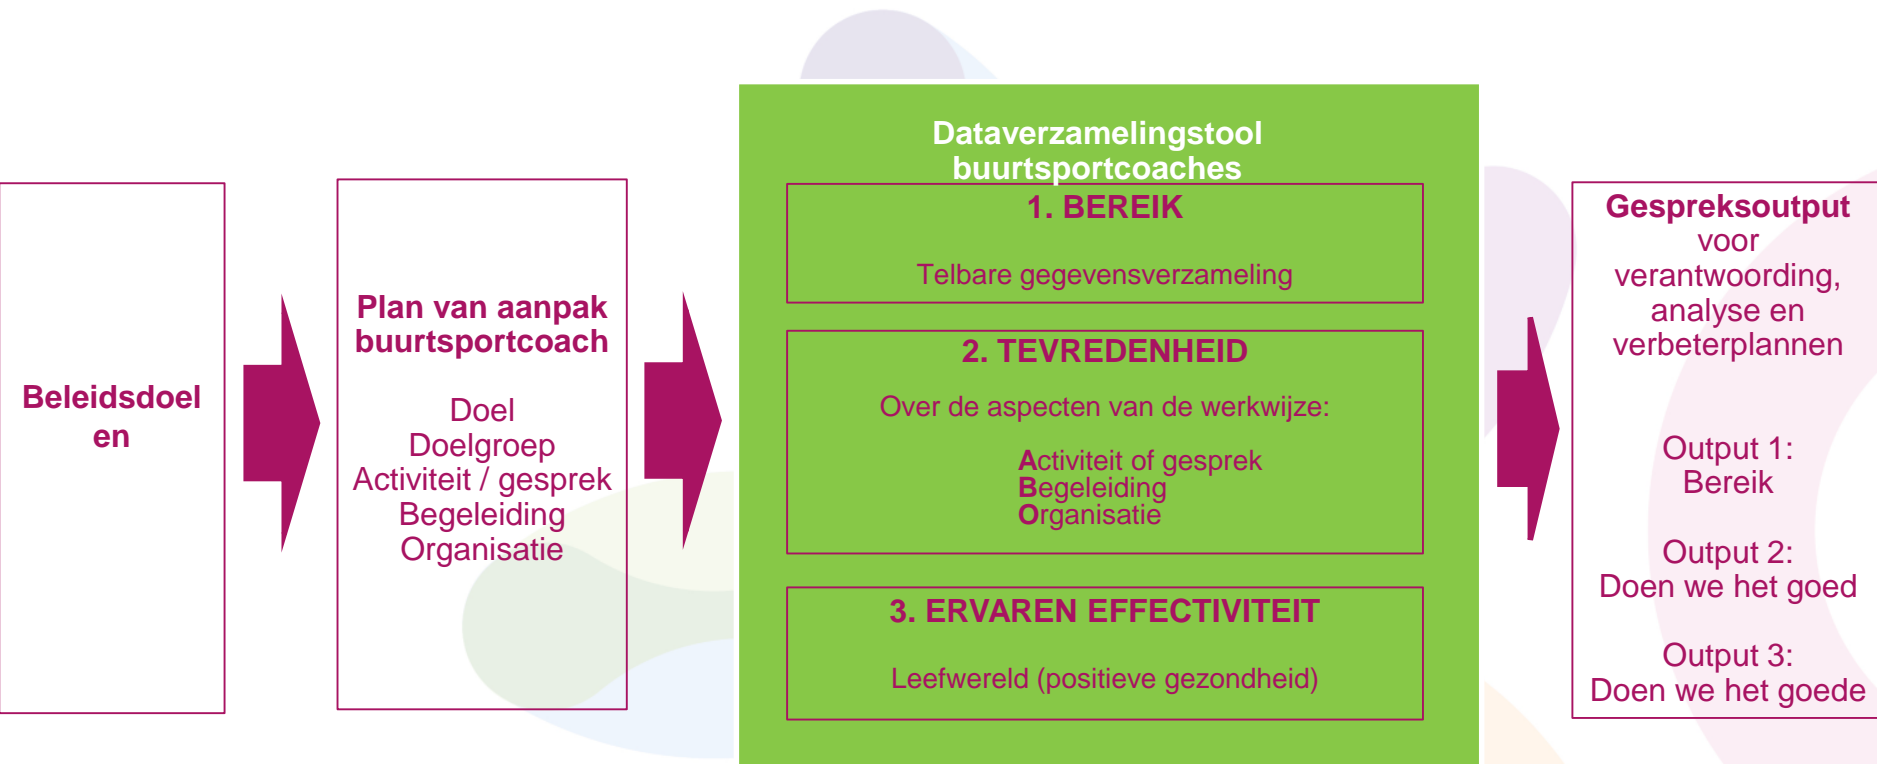 Beleidsdoel
en
Plan van aanpak
buurtsportcoach
Doel
Doelgroep
Activiteit / gesprek
Begeleiding
Organisatie
Dataverzamelingstool
buurtsportcoaches
1. BEREIK
Telbare gegevensverzameling
2. TEVREDENHEID
Over de aspecten van de werkwijze:
Activiteit of gesprek
Begeleiding
Organisatie
3. ERVAREN EFFECTIVITEIT
Leefwereld (positieve gezondheid)
Gespreksoutput
voor
verantwoording,
analyse en
verbeterplannen
Output 1:
Bereik
Output 2:
Doen we het goed
Output 3:
Doen we het goede